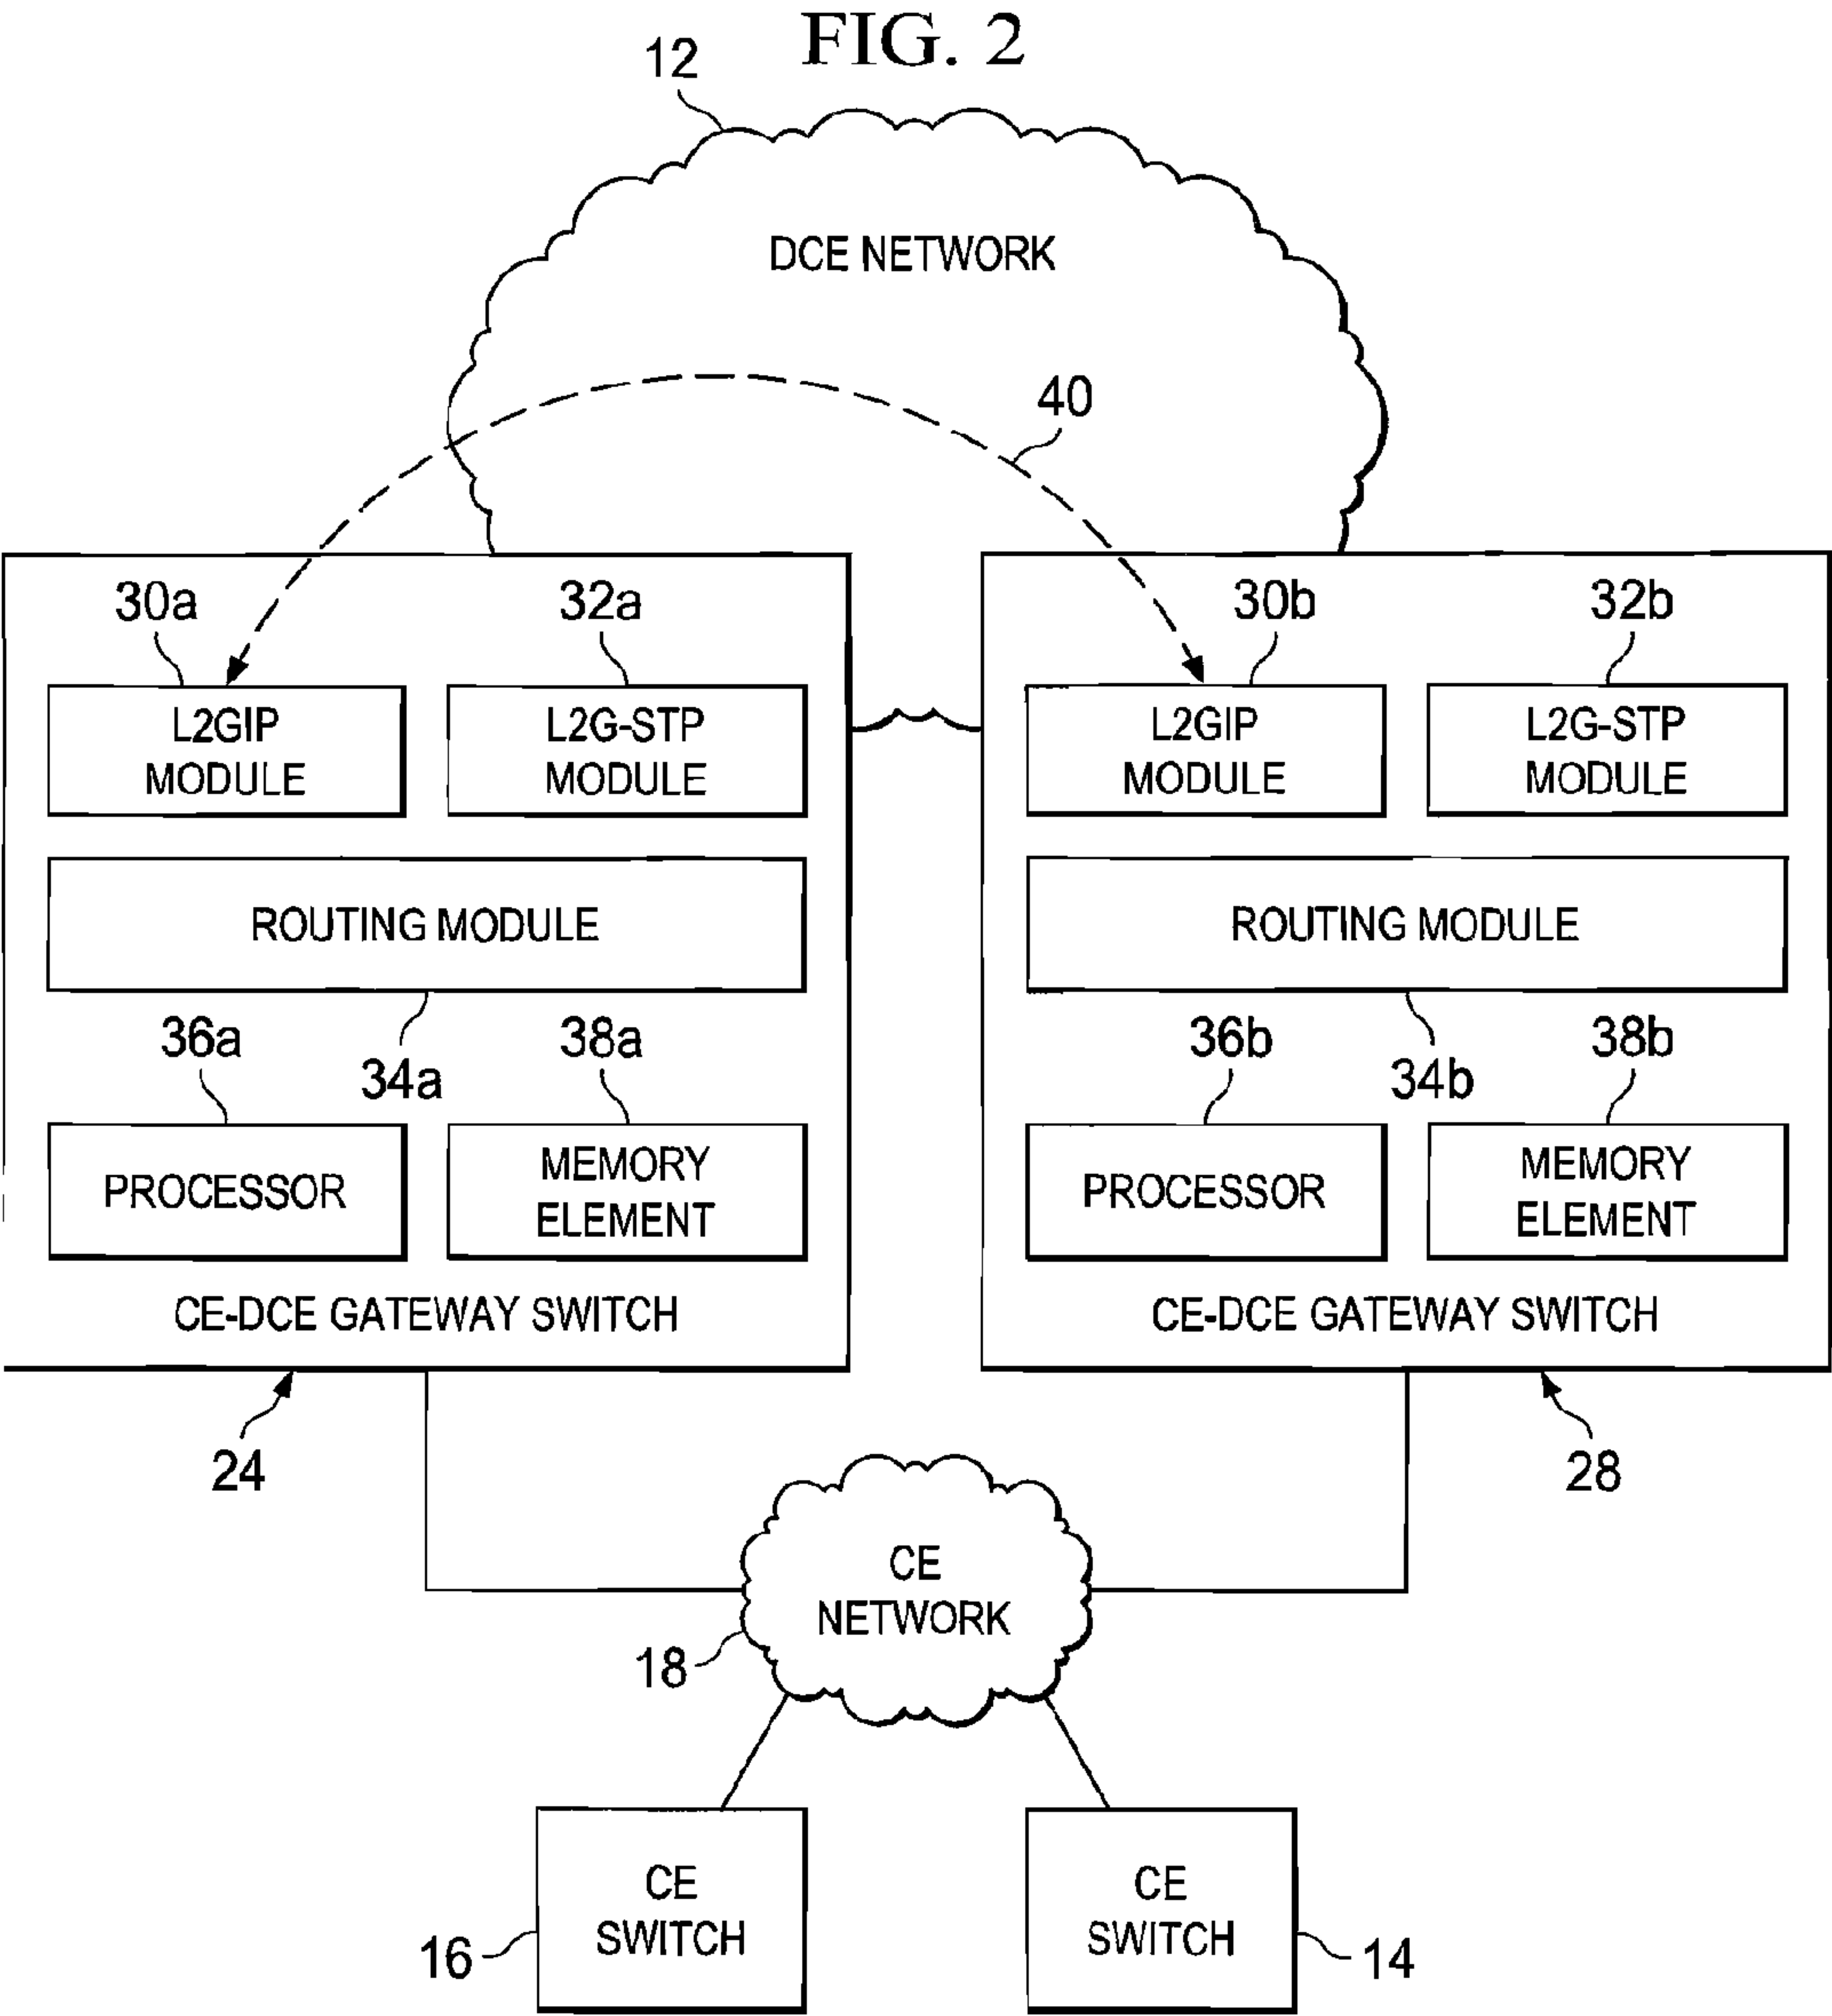 FIG. 2
12
DCE NETWORK
40
30a
32a
30b
32b
L2GIP
MODULE
L2G-STP
MODULE
L2GIP
MODULE
L2G-STP
MODULE
ROUTING MODULE
ROUTING MODULE
36a
34a
38a
36b
34b
38b
PROCESSOR
MEMORY
ELEMENT
PROCESSOR
MEMORY
ELEMENT
CE-DCE GATEWAY SWITCH
CE-DCE GATEWAY SWITCH
24
28
CE
NETWORK
18
CE
SWITCH
CE
SWITCH
16
14